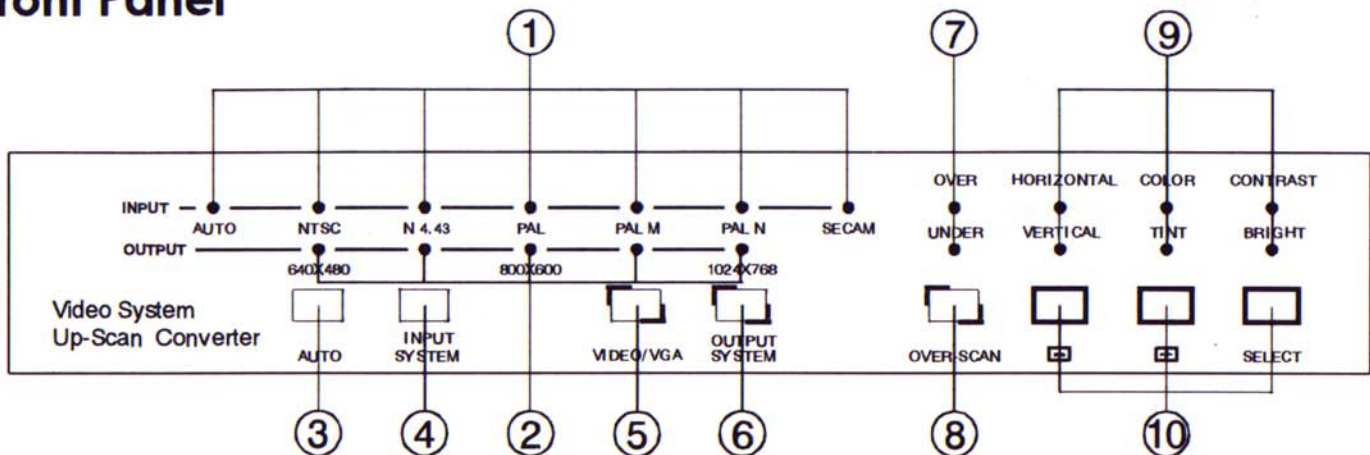 Front Panel
1 7 9
OVER HORIZONTAL COLOR CONTRAST
INPUT
AUTO NTSC N 4.43 PAL PAL M PAL N SECAM UNDER VERTICAL TINT BRIGHT
OUTPUT
640X480 800X600 1024X768
Video System
Up-Scan Converter
AUTO INPUT SYSTEM VIDEO/VGA OUTPUT SYSTEM OVER-SCAN SELECT
3 4 2 5 6 8 10